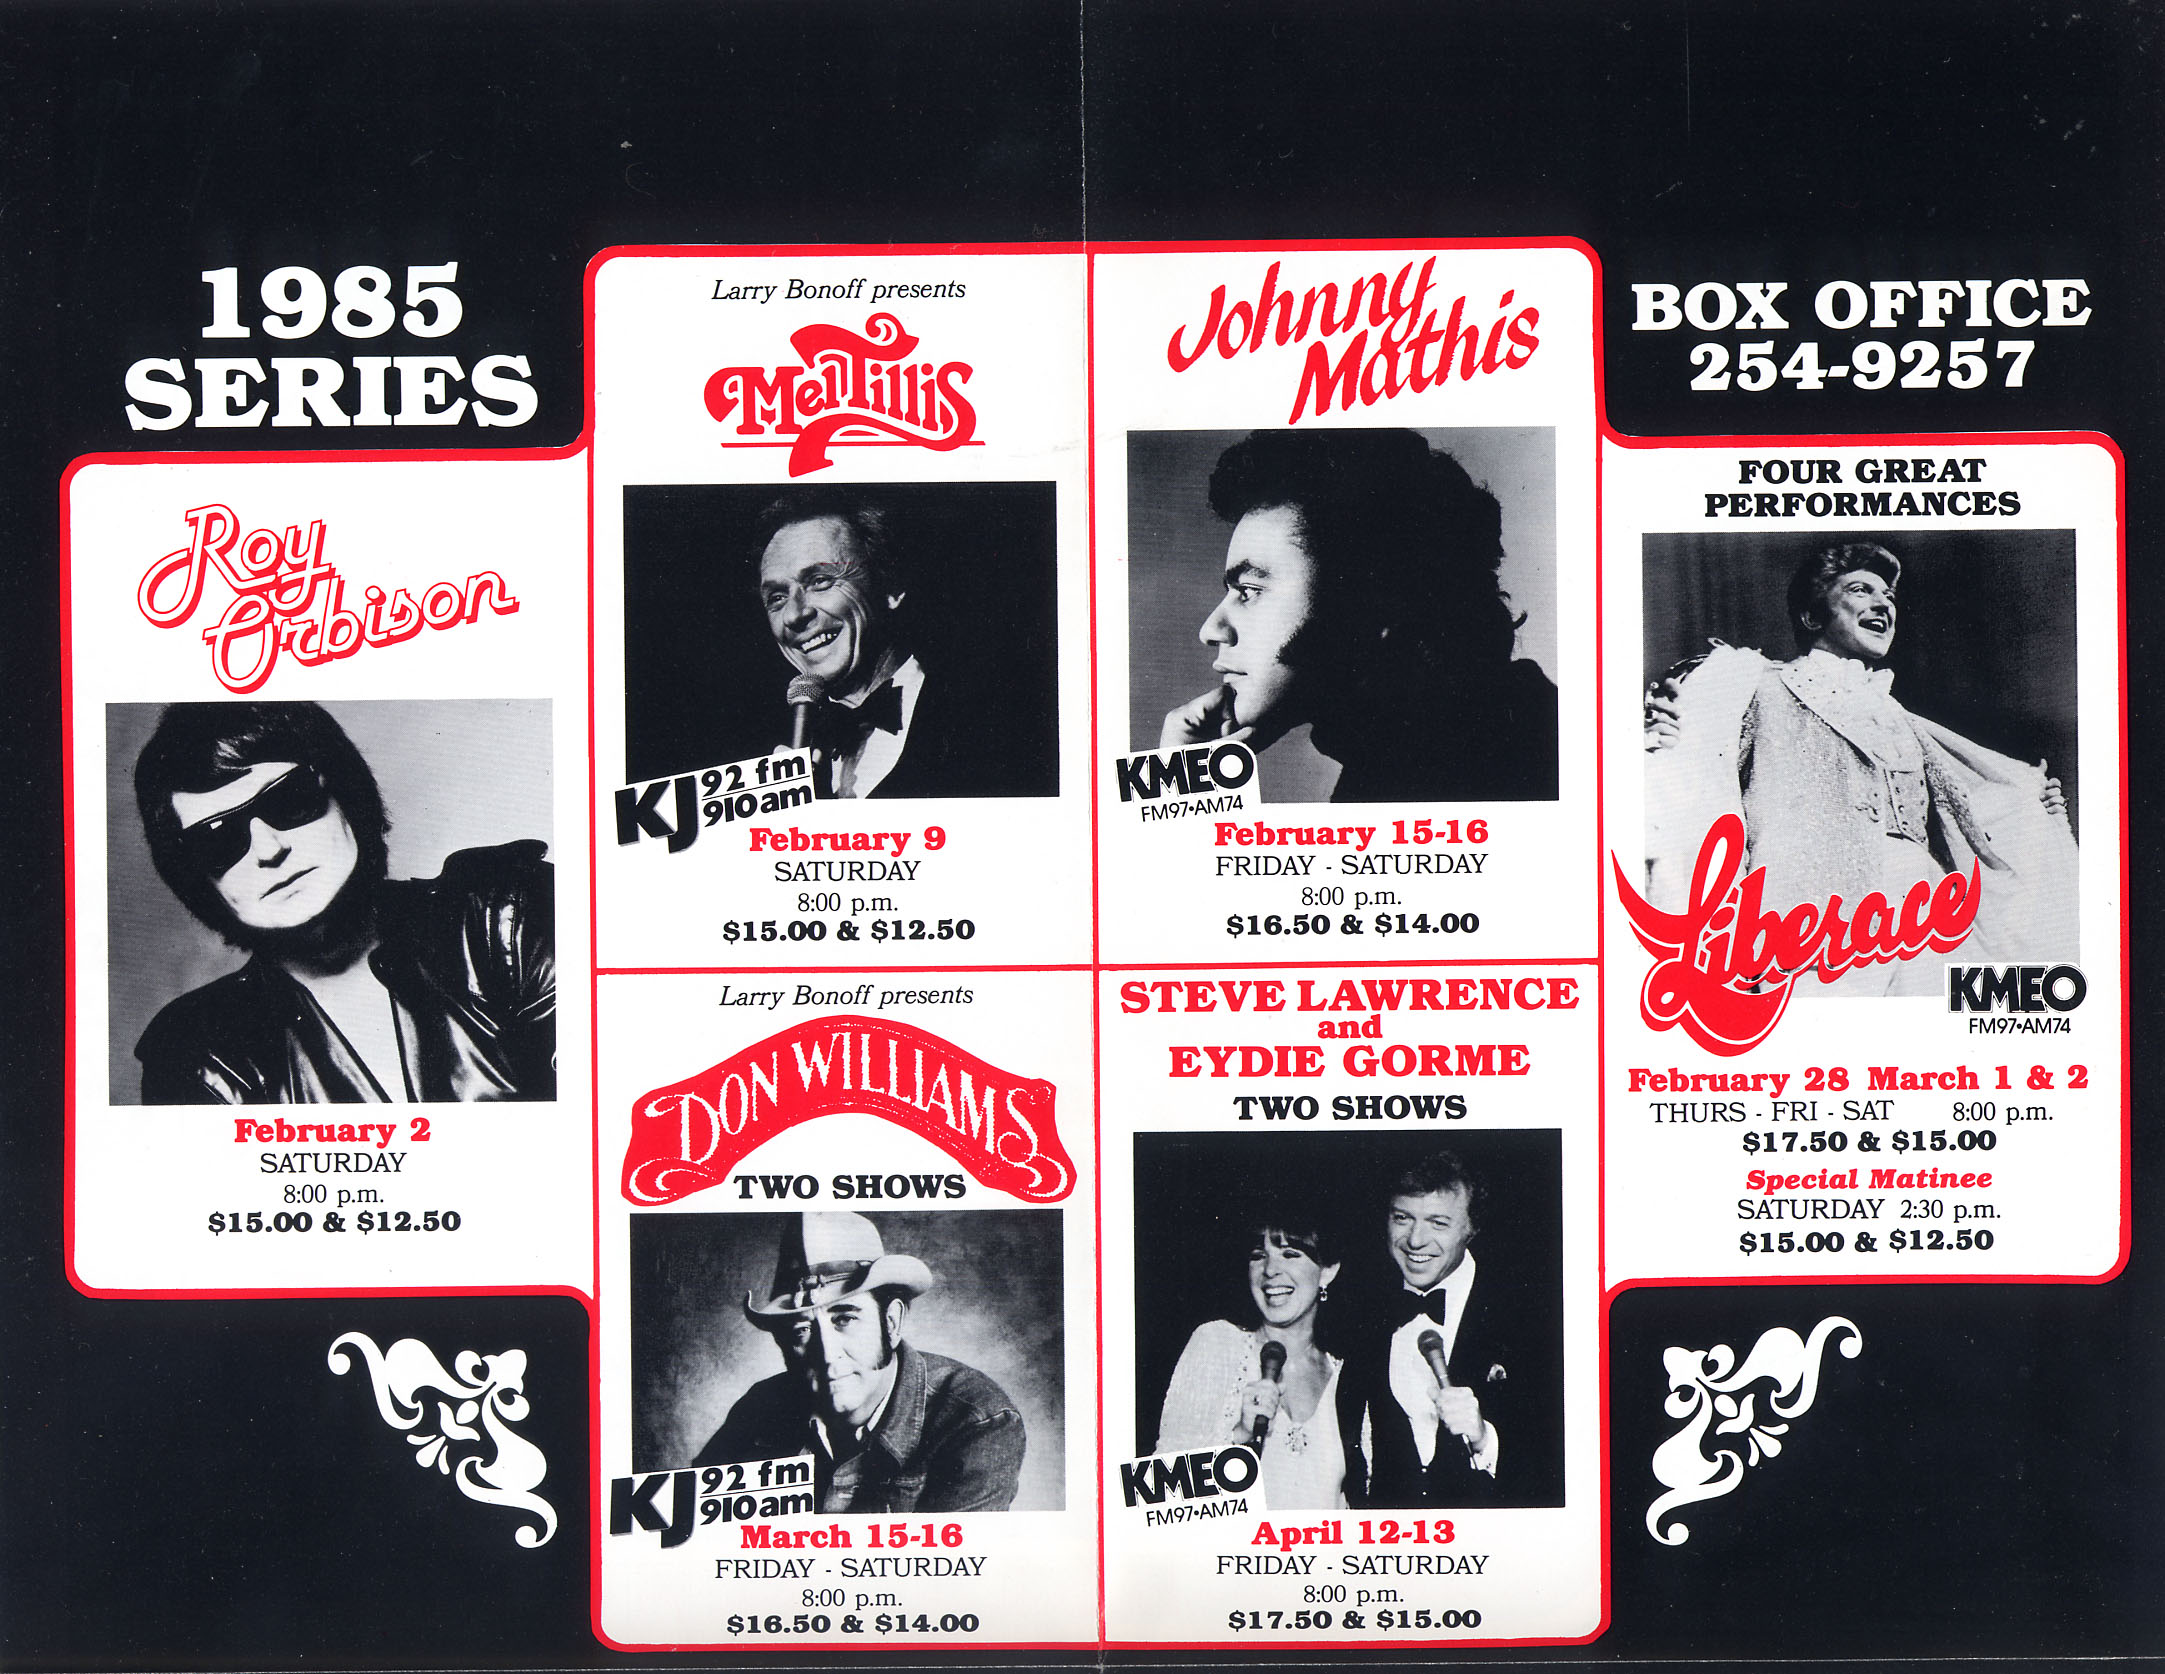 1985
SERIES
BOX OFFICE
254-9257
Roy
Orbison
February 2
SATURDAY
8:00 p.m.
$15.00 & $12.50
Larry Bonoff presents
Mel Tillis
KJ 92 fm
910 am
February 9
SATURDAY
8:00 p.m.
$15.00 & $12.50
Johnny
Mathis
KMEO
FM97•AM74
February 15-16
FRIDAY - SATURDAY
8:00 p.m.
$16.50 & $14.00
FOUR GREAT
PERFORMANCES
Liberace
KMEO
FM97•AM74
February 28 March 1 & 2
THURS - FRI - SAT 8:00 p.m.
$17.50 & $15.00
Special Matinee
SATURDAY 2:30 p.m.
$15.00 & $12.50
Larry Bonoff presents
DON WILLIAMS
TWO SHOWS
KJ 92 fm
910 am
March 15-16
FRIDAY - SATURDAY
8:00 p.m.
$16.50 & $14.00
STEVE LAWRENCE
and
EYDIE GORME
TWO SHOWS
KMEO
FM97•AM74
April 12-13
FRIDAY - SATURDAY
8:00 p.m.
$17.50 & $15.00